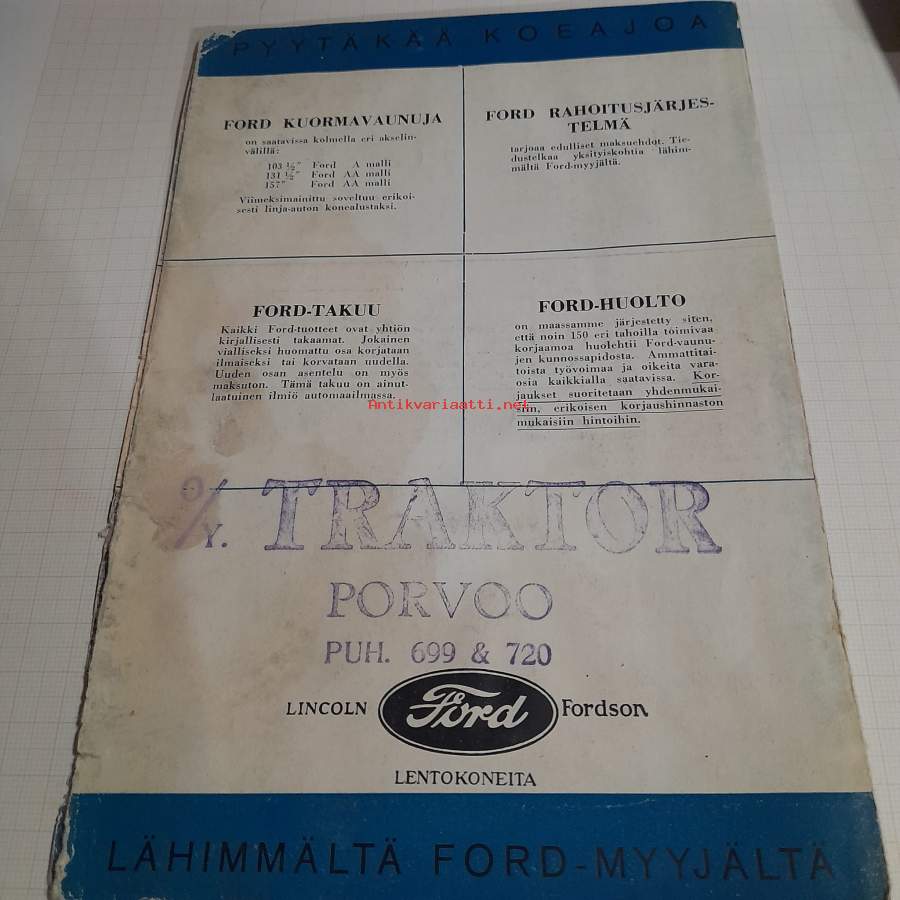 PYYTÄKÄÄ KOEAJOA
FORD KUORMAVAUNUJA
on saatavissa kolmella eri akselin-
välillä:
103 ½" Ford A malli
131 ½" Ford AA malli
157" Ford AA malli
Viimeksimainittu soveltuu erikoi-
sesti linja-auton konealustaksi.
FORD RAHOITUSJÄRJES-
TELMÄ
tarjoaa edulliset maksuehdot. Tie-
dustelkaa yksityiskohtia lähim-
mältä Ford-myyjältä.
FORD-TAKUU
Kaikki Ford-tuotteet ovat yhtiön
kirjallisesti takaamat. Jokainen
vialliseksi huomattu osa korjataan
ilmaiseksi tai korvataan uudella.
Uuden osan asentelu on myös
maksuton. Tämä takuu on ainut-
laatuinen ilmiö automaailmassa.
FORD-HUOLTO
on maassamme järjestetty siten,
että noin 150 eri tahoilla toimivaa
korjaamoa huolehtii Ford-vaunu-
jen kunnossapidosta. Ammattitai-
toista työvoimaa ja oikeita vara-
osia kaikkialla saatavissa. Kor-
jaukset suoritetaan yhdenmukai-
siin, erikoisen korjaushinnaston
mukaisiin hintoihin.
Antikvariaatti.net
O/Y. TRAKTOR
PORVOO
PUH. 699 & 720
LINCOLN Ford Fordson
LENTOKONEITA
LÄHIMMÄLTÄ FORD-MYYJÄLTÄ